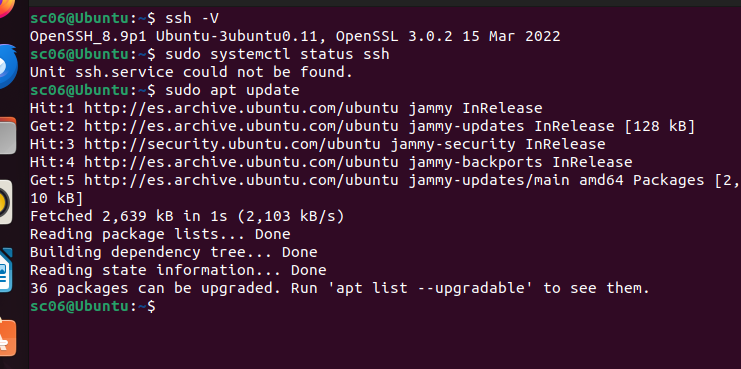 sc06@Ubuntu:~$ ssh -V
OpenSSH_8.9p1 Ubuntu-3ubuntu0.11, OpenSSL 3.0.2 15 Mar 2022
sc06@Ubuntu:~$ sudo systemctl status ssh
Unit ssh.service could not be found.
sc06@Ubuntu:~$ sudo apt update
Hit:1 http://es.archive.ubuntu.com/ubuntu jammy InRelease
Get:2 http://es.archive.ubuntu.com/ubuntu jammy-updates InRelease [128 kB]
Hit:3 http://security.ubuntu.com/ubuntu jammy-security InRelease
Hit:4 http://es.archive.ubuntu.com/ubuntu jammy-backports InRelease
Get:5 http://es.archive.ubuntu.com/ubuntu jammy-updates/main amd64 Packages [2,
10 kB]
Fetched 2,639 kB in 1s (2,103 kB/s)
Reading package lists... Done
Building dependency tree... Done
Reading state information... Done
36 packages can be upgraded. Run 'apt list --upgradable' to see them.
sc06@Ubuntu:~$